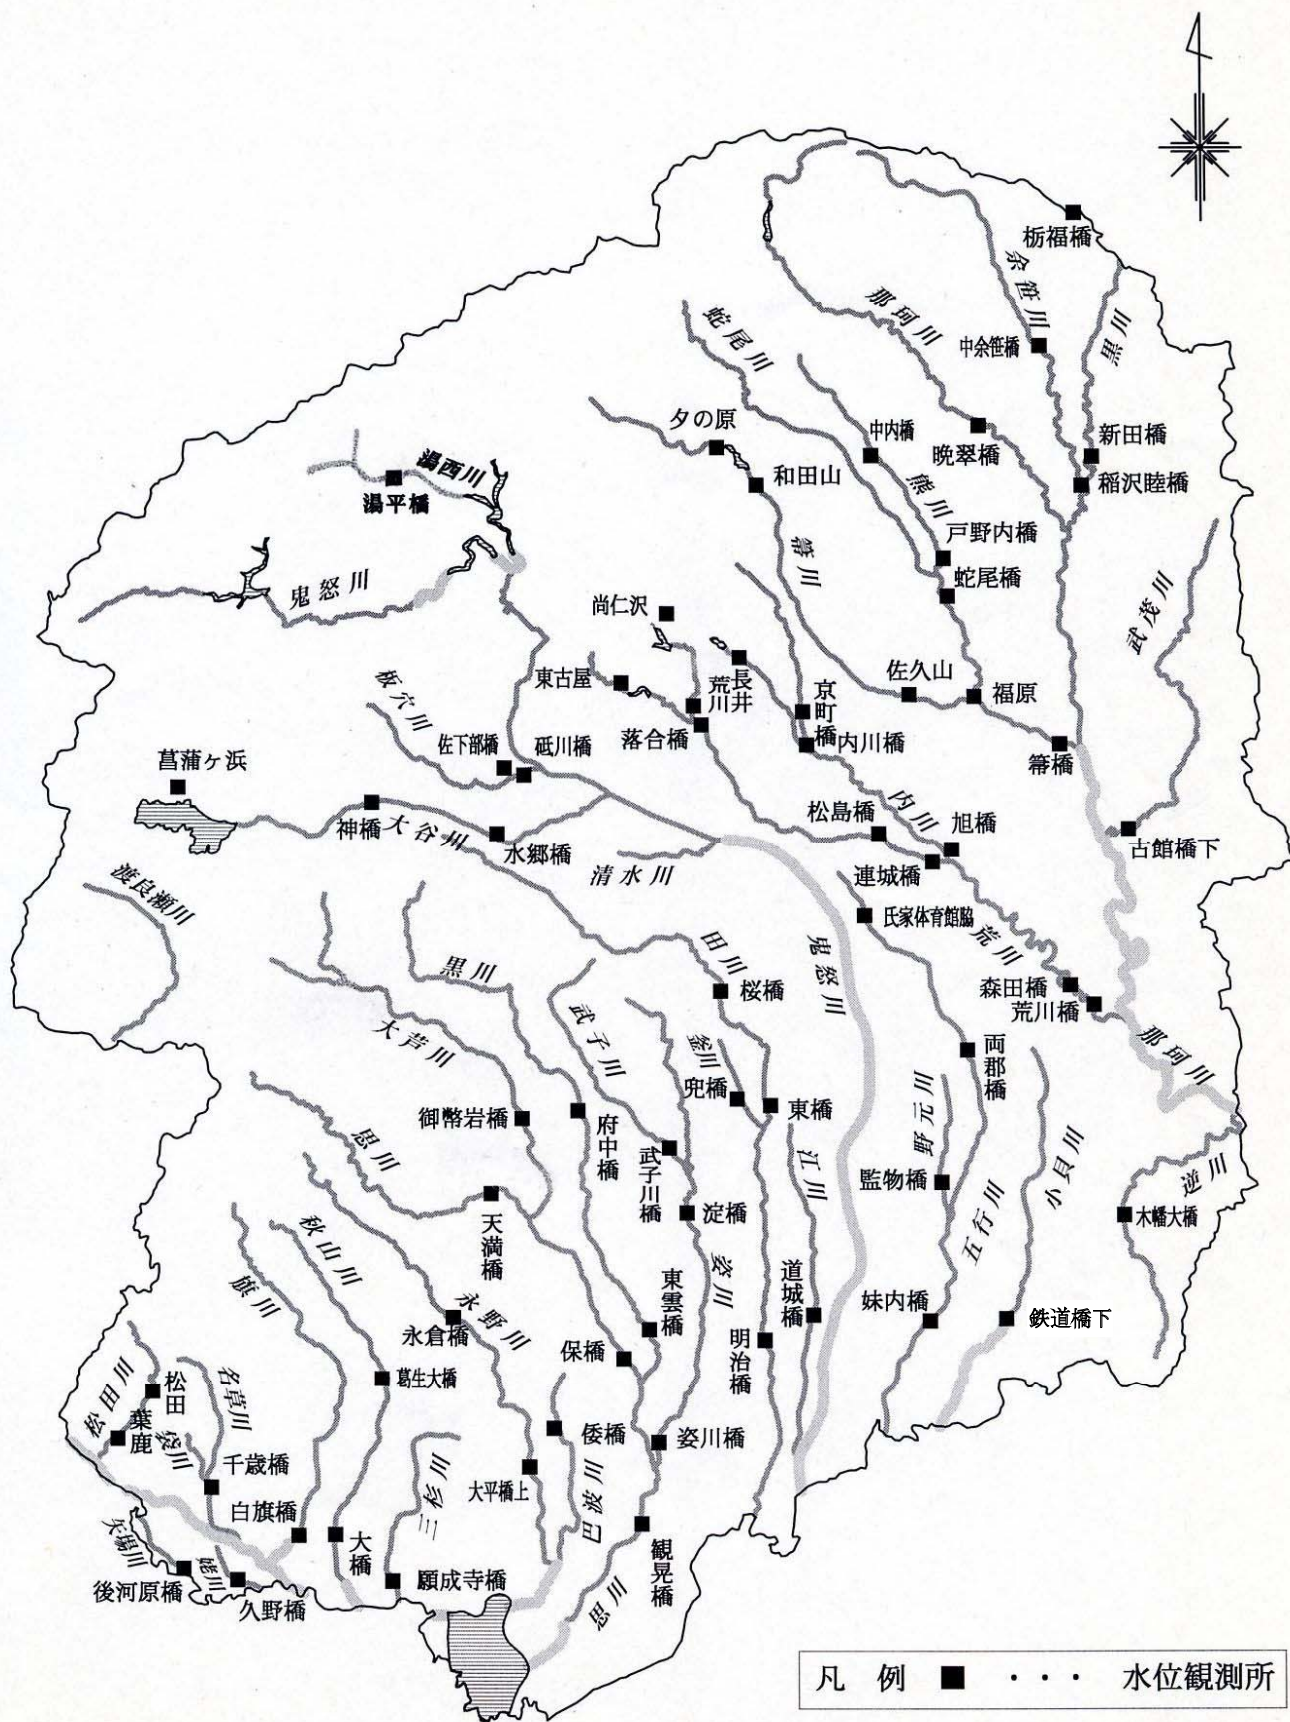 栃福橋
余笹川
那珂川
黒川
蛇尾川
中余笹橋
夕の原
中内橋
晩翠橋
新田橋
湯西川
和田山
熊川
稲沢睦橋
湯平橋
箒川
戸野内橋
鬼怒川
蛇尾橋
武茂川
尚仁沢
東古屋
荒川
長井
佐久山
福原
板穴川
京町橋
落合橋
内川橋
佐下部橋
砥川橋
箒橋
菖蒲ヶ浜
内川
松島橋
旭橋
神橋
大谷川
水郷橋
古館橋下
清水川
連城橋
渡良瀬川
氏家体育館脇
荒川
黒川
田川
鬼怒川
桜橋
森田橋
荒川橋
大芦川
武子川
釜川
両郡橋
那珂川
兜橋
東橋
野元川
御幣岩橋
府中橋
思川
武子川橋
江川
小貝川
監物橋
逆川
天満橋
淀橋
五行川
木幡大橋
秋山川
旗川
姿川
永野川
東雲橋
道城橋
妹内橋
鉄道橋下
永倉橋
保橋
明治橋
松田川
松田
名草川
葛生大橋
葉鹿
袋川
倭橋
姿川橋
千歳橋
三杉川
大平橋上
巴波川
白旗橋
矢場川
大橋
観晃橋
姥川
後河原橋
願成寺橋
久野橋
思川
凡 例 ■ ・・・ 水位観測所